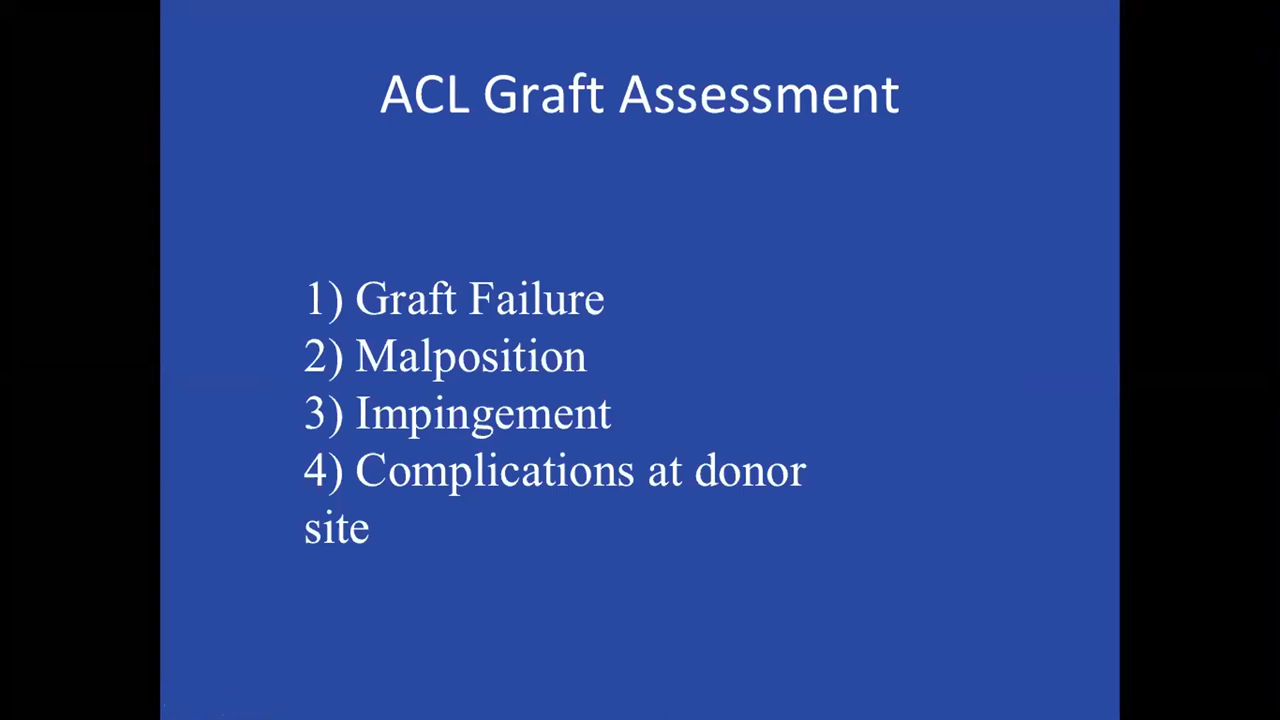 ACL Graft Assessment
1) Graft Failure
2) Malposition
3) Impingement
4) Complications at donor
site